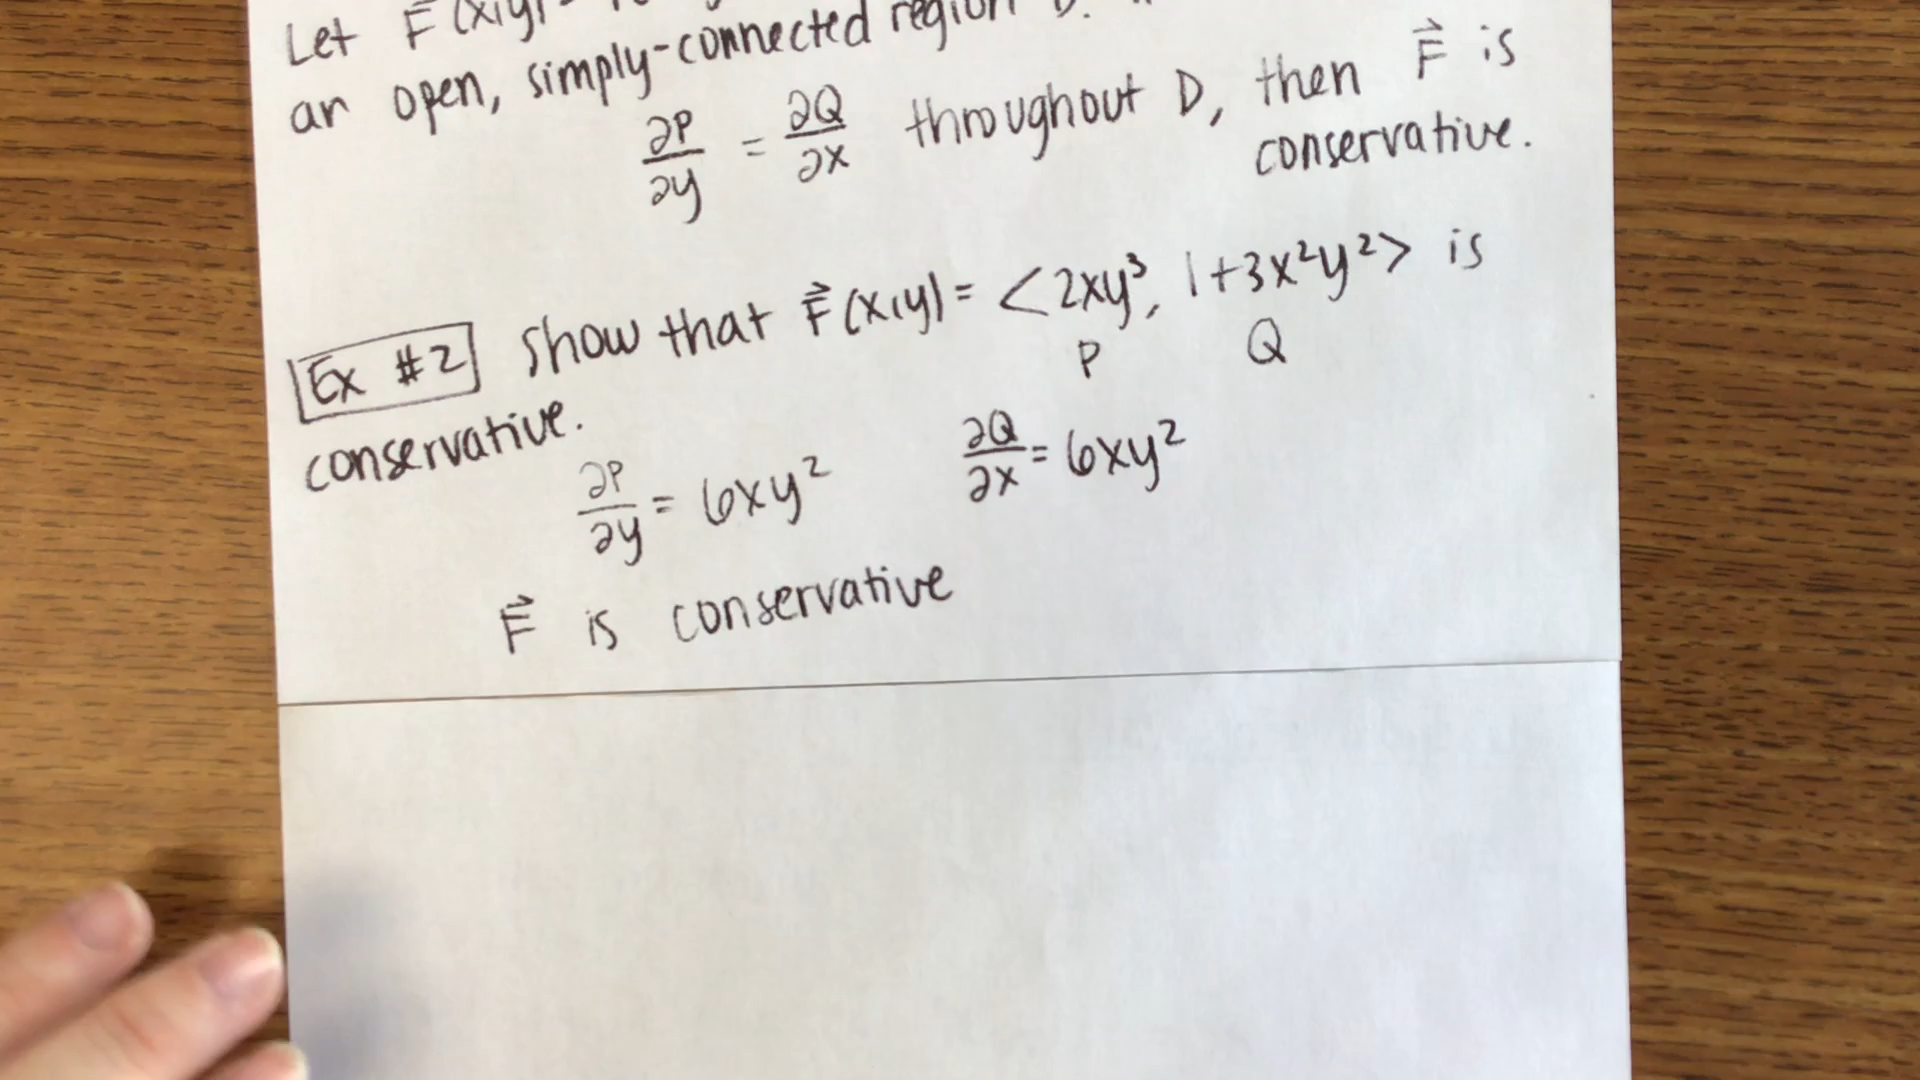 Let F⃗(x,y)
an open, simply-connected region D.
∂P/∂y = ∂Q/∂x throughout D, then F⃗ is
conservative.
Ex #2 Show that F⃗(x,y) = <2xy³, 1+3x²y²> is
P Q
conservative.
∂P/∂y = 6xy² ∂Q/∂x = 6xy²
F⃗ is conservative